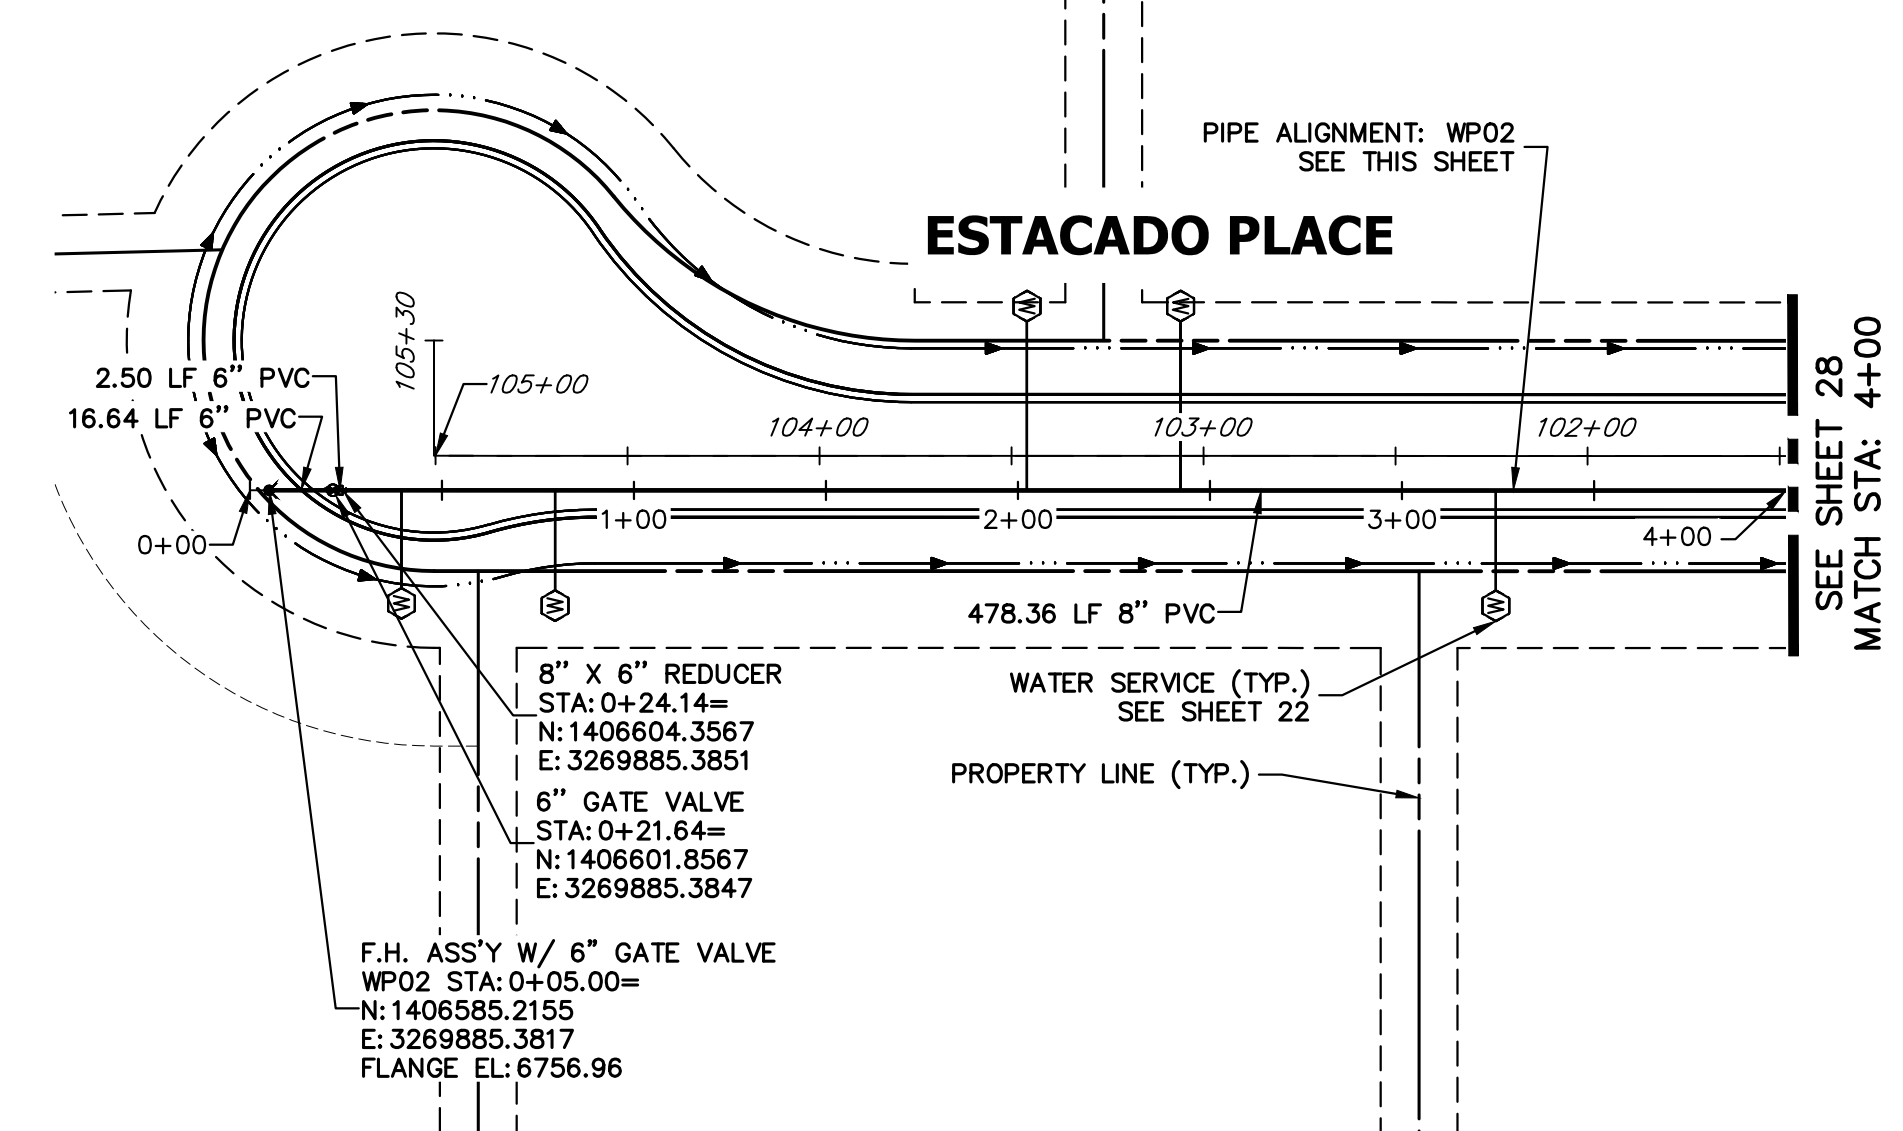 PIPE ALIGNMENT: WP02
SEE THIS SHEET
ESTACADO PLACE
105+30
2.50 LF 6" PVC
105+00
16.64 LF 6" PVC
104+00
103+00
102+00
SEE SHEET 28
MATCH STA: 4+00
0+00
1+00
2+00
3+00
4+00
W
W
W
W
W
478.36 LF 8" PVC
8" X 6" REDUCER
STA:0+24.14=
N:1406604.3567
E:3269885.3851
WATER SERVICE (TYP.)
SEE SHEET 22
PROPERTY LINE (TYP.)
6" GATE VALVE
STA:0+21.64=
N:1406601.8567
E:3269885.3847
F.H. ASS'Y W/ 6" GATE VALVE
WP02 STA:0+05.00=
N:1406585.2155
E:3269885.3817
FLANGE EL:6756.96